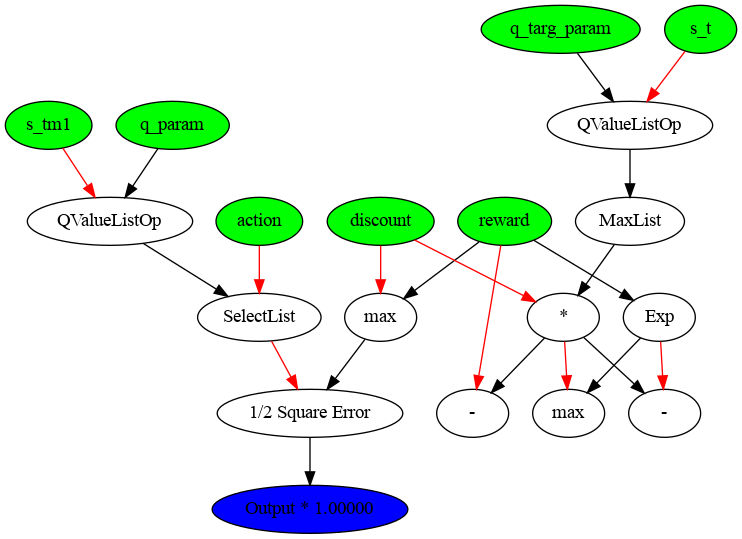 q_targ_param
s_t
s_tm1
q_param
QValueListOp
QValueListOp
action
discount
reward
MaxList
SelectList
max
*
Exp
1/2 Square Error
-
max
-
Output * 1.00000